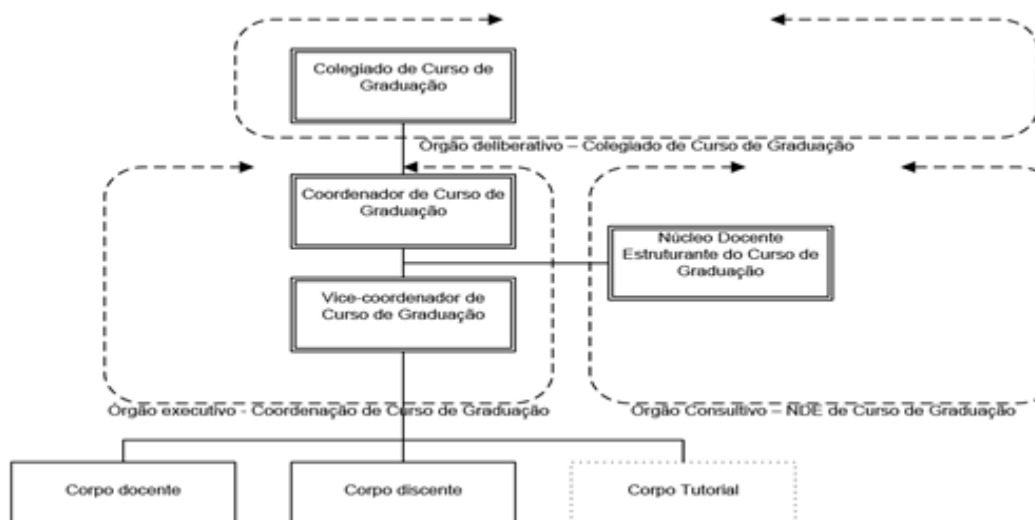 Colegiado de Curso de
Graduação
Órgão deliberativo – Colegiado de Curso de Graduação
Coordenador de Curso de
Graduação
Núcleo Docente
Estruturante do Curso de
Graduação
Vice-coordenador de
Curso de Graduação
Órgão executivo - Coordenação de Curso de Graduação
Órgão Consultivo – NDE de Curso de Graduação
Corpo docente
Corpo discente
Corpo Tutorial